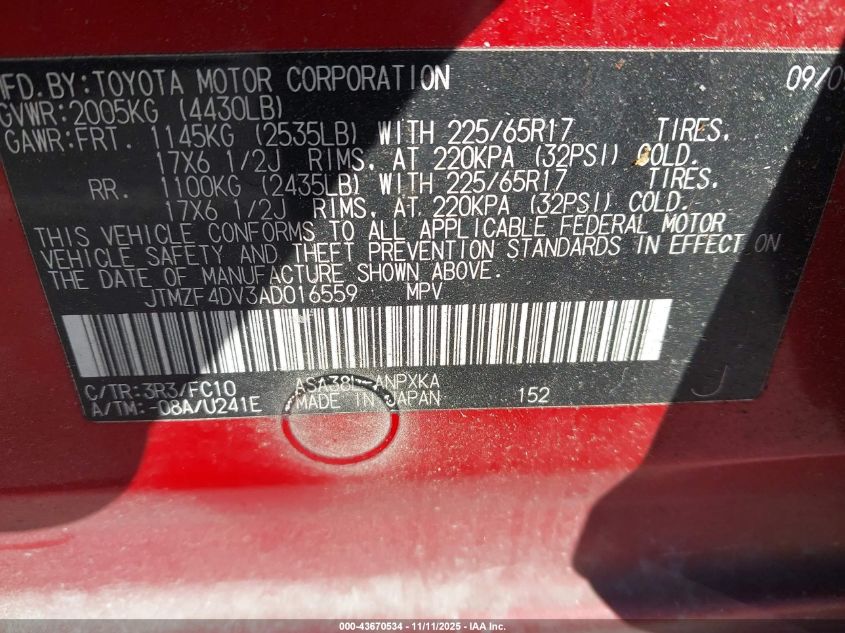 MFD.BY:TOYOTA MOTOR CORPORATION 09/09
GVWR:2005KG (4430LB)
GAWR:FRT. 1145KG (2535LB) WITH 225/65R17 TIRES.
17X6 1/2J RIMS, AT 220KPA (32PSI) COLD.
RR. 1100KG (2435LB) WITH 225/65R17 TIRES.
17X6 1/2J RIMS, AT 220KPA (32PSI) COLD.
THIS VEHICLE CONFORMS TO ALL APPLICABLE FEDERAL MOTOR
VEHICLE SAFETY AND THEFT PREVENTION STANDARDS IN EFFECT ON
THE DATE OF MANUFACTURE SHOWN ABOVE.
JTMZF4DV3AD016559 MPV
C/TR:3R3/FC10 ASA38L-ANPXKA
A/TM:-08A/U241E MADE IN JAPAN 152 J
000-43670534 - 11/11/2025 - IAA Inc.